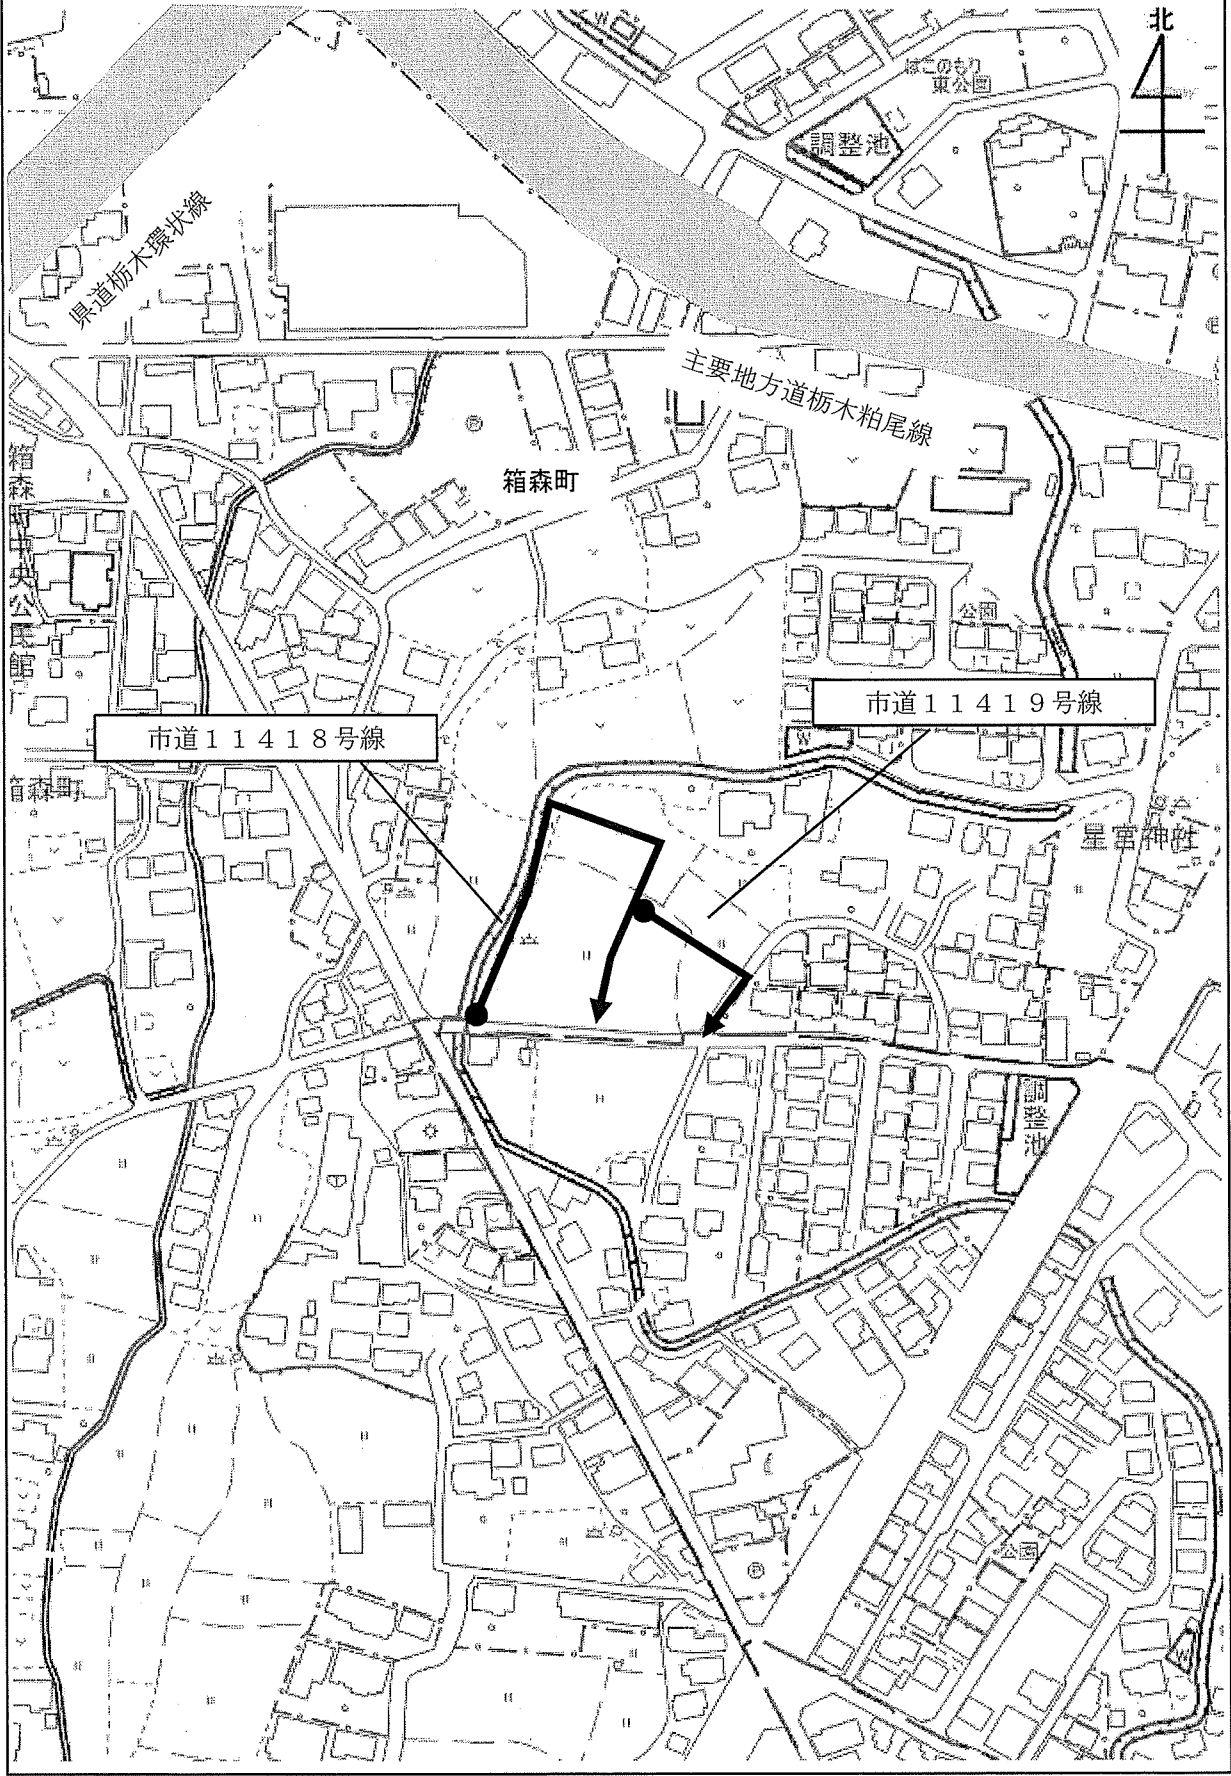 北
はこのもり
東公園
調整池
県道栃木環状線
主要地方道栃木粕尾線
箱森町
箱森町中央公民館
公園
市道11419号線
市道11418号線
W
箱森町
星宮神社
調整池
公園
W